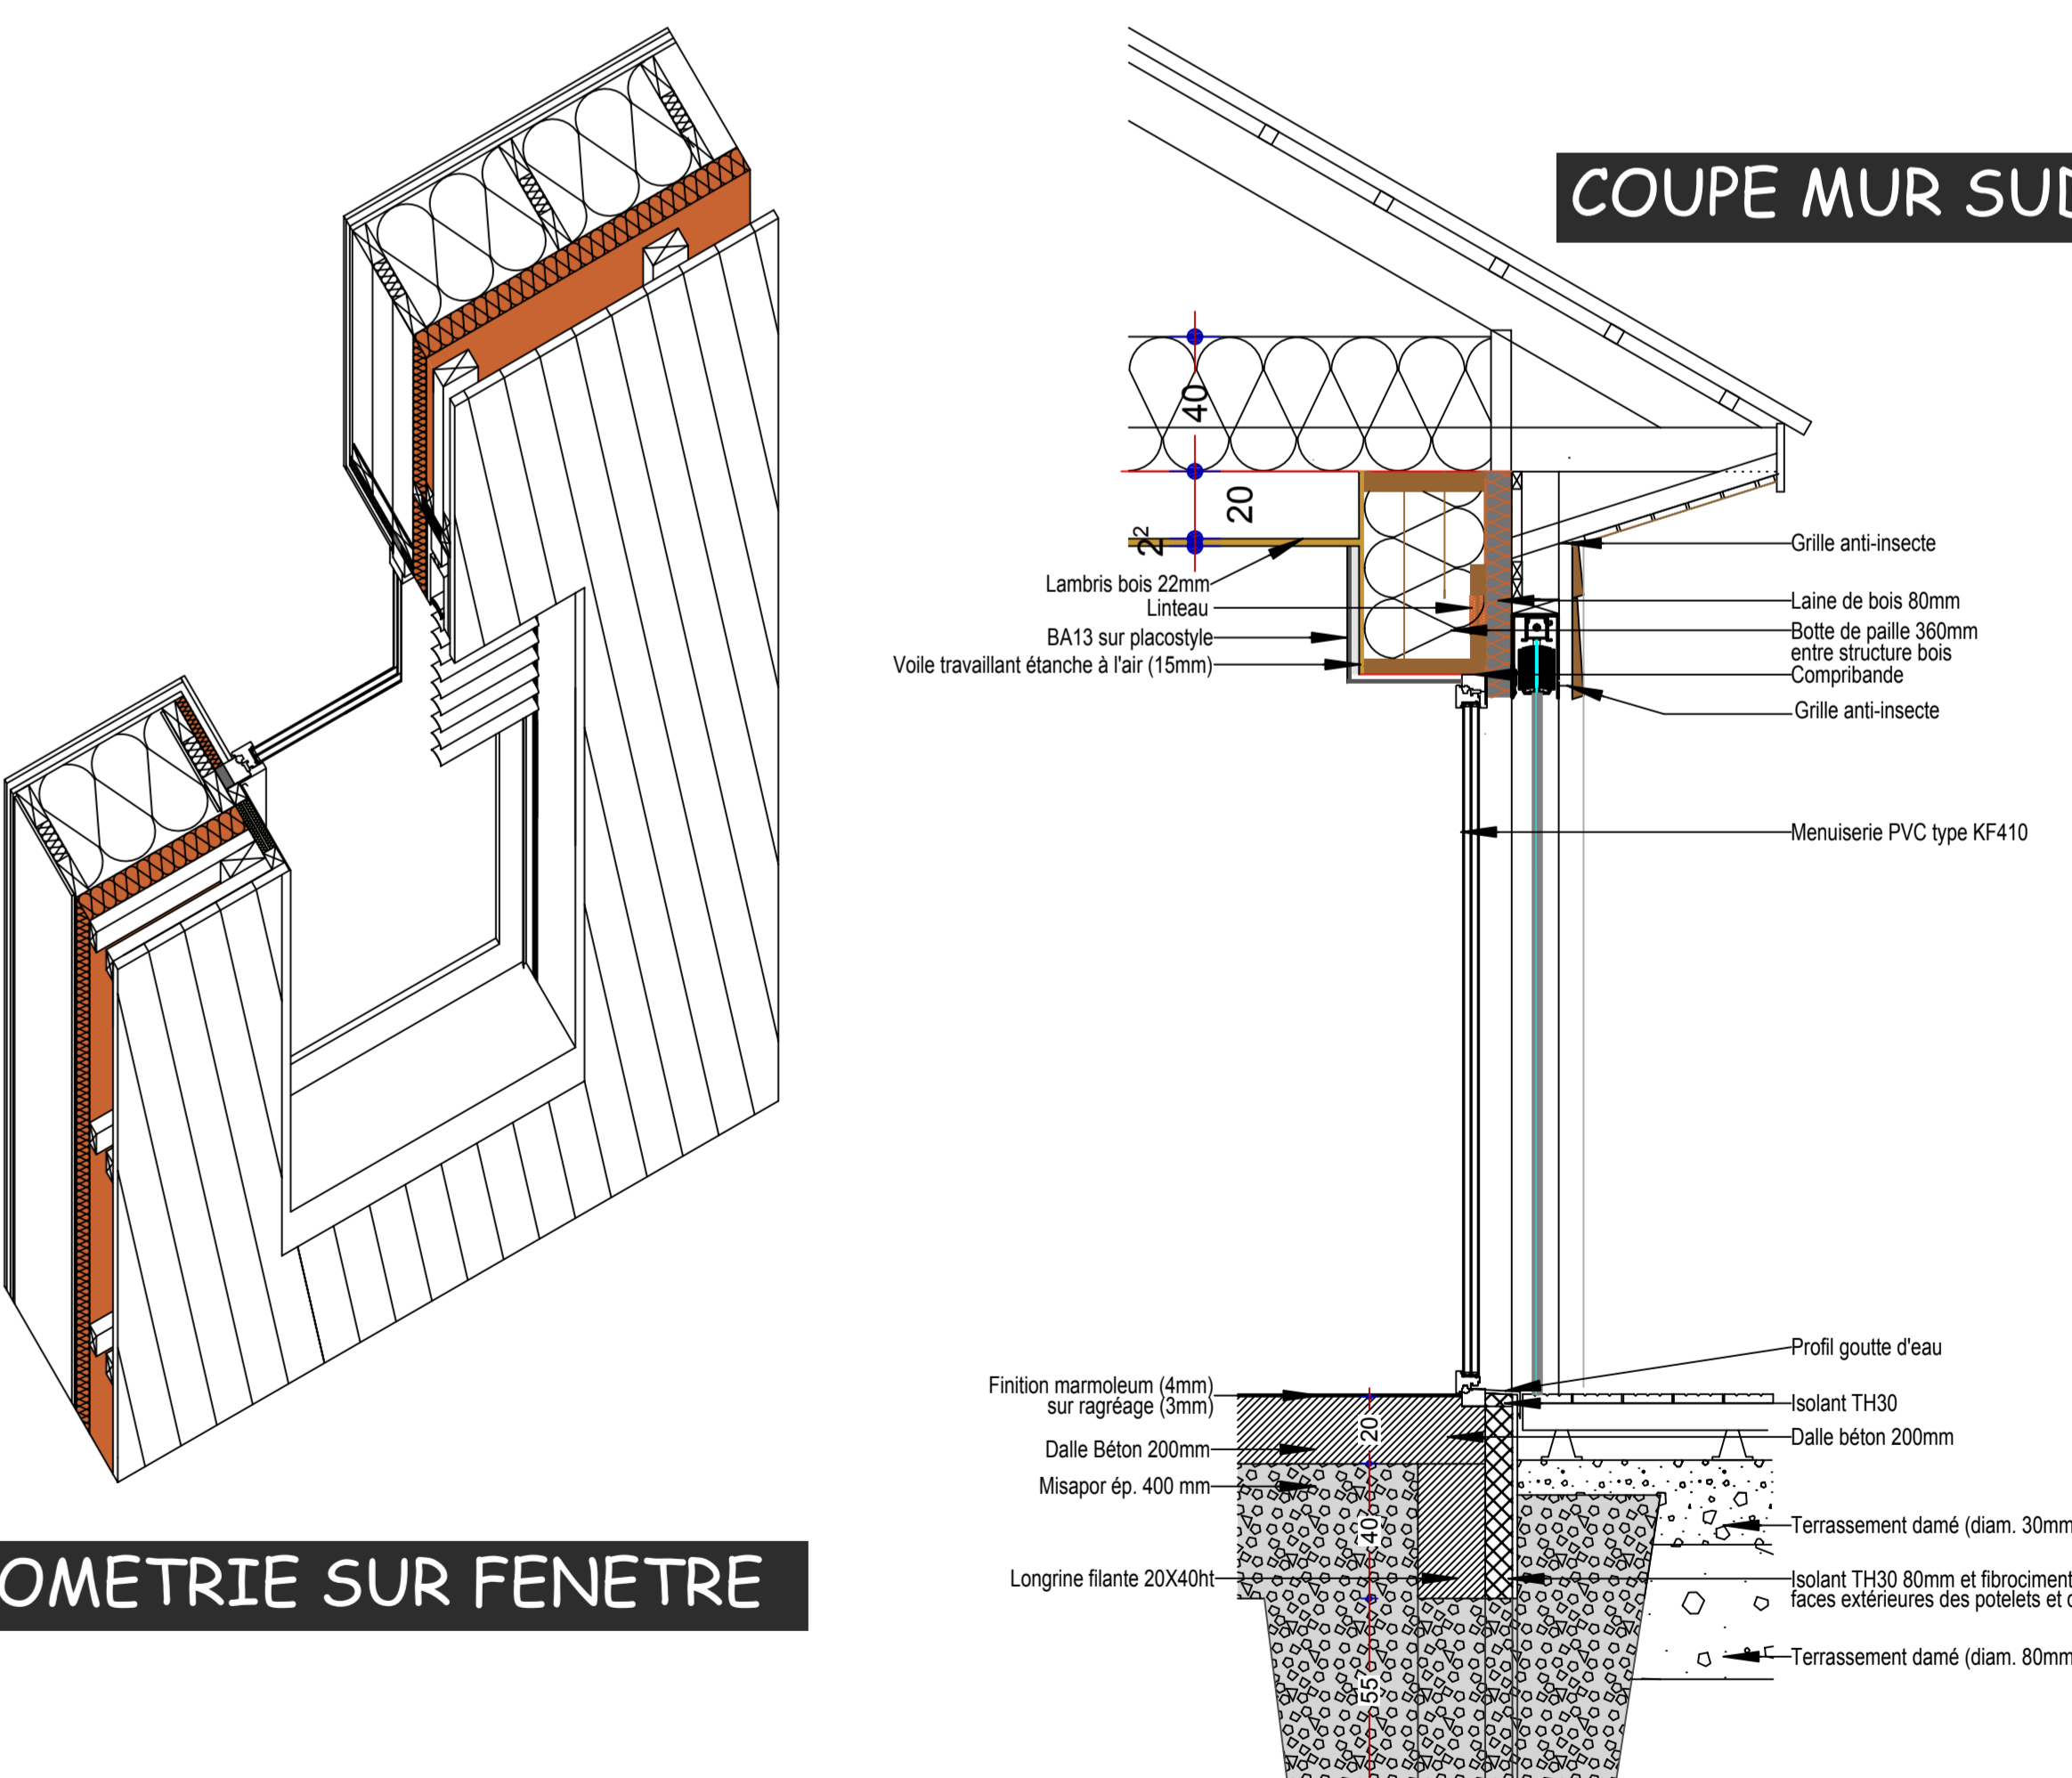 COUPE MUR SUD
40
20
2²
Lambris bois 22mm
Linteau
BA13 sur placostyle
Voile travaillant étanche à l'air (15mm)
Grille anti-insecte
Laine de bois 80mm
Botte de paille 360mm
entre structure bois
Compribande
Grille anti-insecte
Menuiserie PVC type KF410
Profil goutte d'eau
Isolant TH30
Dalle béton 200mm
Finition marmoleum (4mm)
sur ragréage (3mm)
Dalle Béton 200mm
Misapor ép. 400 mm
Longrine filante 20X40ht
20
40
55
Terrassement damé (diam. 30mm
Isolant TH30 80mm et fibrociment
faces extérieures des potelets et
Terrassement damé (diam. 80mm
OMETRIE SUR FENETRE